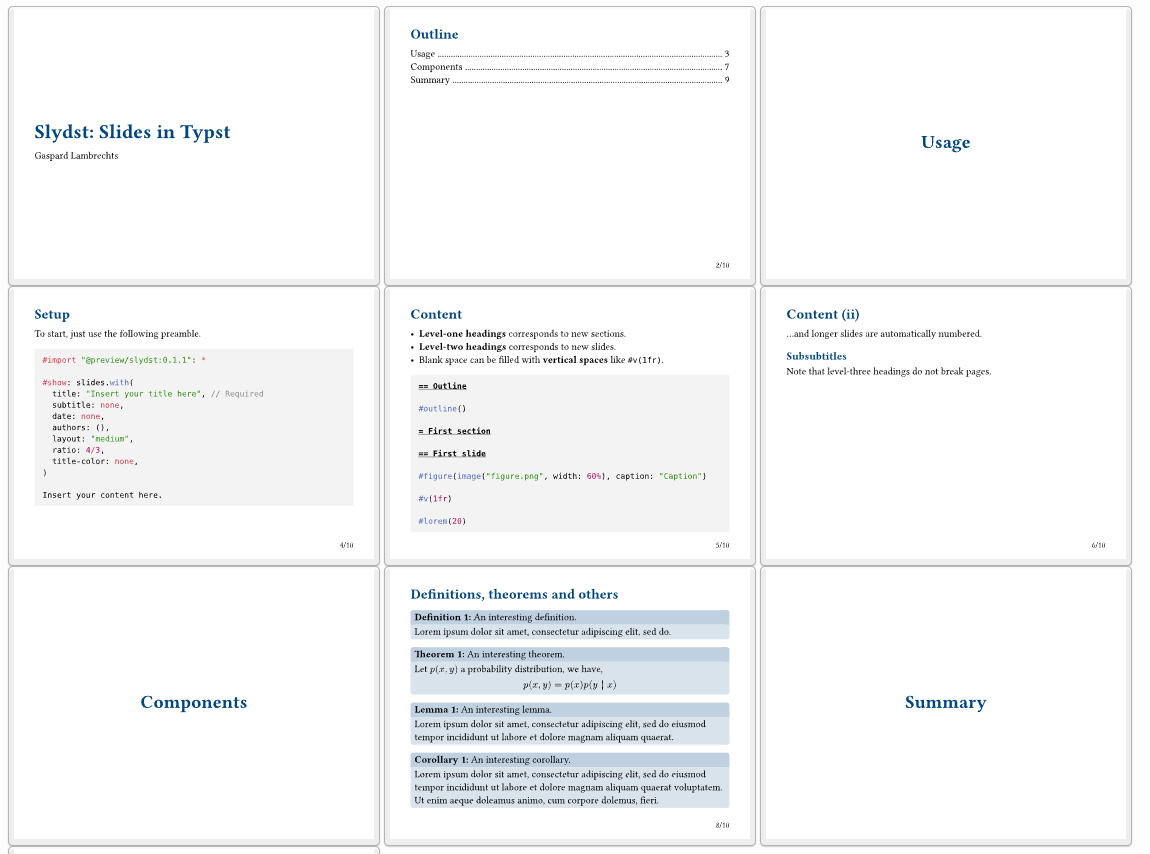 Slydst: Slides in Typst
Gaspard Lambrechts
Outline
Usage ........................................................................................................ 3
Components ........................................................................................................ 7
Summary ........................................................................................................ 9
2/10
Usage
Setup
To start, just use the following preamble.
#import "@preview/slydst:0.1.1": *
#show: slides.with(
  title: "Insert your title here", // Required
  subtitle: none,
  date: none,
  authors: (),
  layout: "medium",
  ratio: 4/3,
  title-color: none,
)
Insert your content here.
4/10
Content
• Level-one headings corresponds to new sections.
• Level-two headings corresponds to new slides.
• Blank space can be filled with vertical spaces like #v(1fr).
== Outline
#outline()
= First section
== First slide
#figure(image("figure.png", width: 60%), caption: "Caption")
#v(1fr)
#lorem(20)
5/10
Content (ii)
...and longer slides are automatically numbered.
Subsubtitles
Note that level-three headings do not break pages.
6/10
Components
Definitions, theorems and others
Definition 1: An interesting definition.
Lorem ipsum dolor sit amet, consectetur adipiscing elit, sed do.
Theorem 1: An interesting theorem.
Let p(x, y) a probability distribution, we have,
p(x, y) = p(x)p(y | x)
Lemma 1: An interesting lemma.
Lorem ipsum dolor sit amet, consectetur adipiscing elit, sed do eiusmod
tempor incididunt ut labore et dolore magnam aliquam quaerat.
Corollary 1: An interesting corollary.
Lorem ipsum dolor sit amet, consectetur adipiscing elit, sed do eiusmod
tempor incididunt ut labore et dolore magnam aliquam quaerat voluptatem.
Ut enim aeque doleamus animo, cum corpore dolemus, fieri.
8/10
Summary